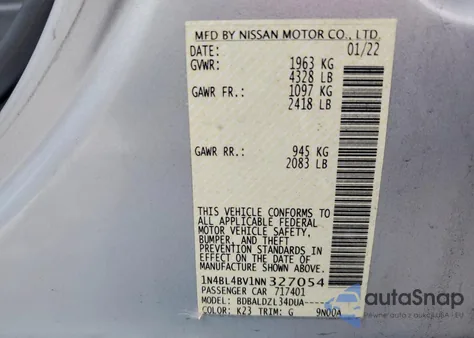 MFD BY NISSAN MOTOR CO., LTD.
DATE: 01/22
GVWR: 1963 KG
4328 LB
GAWR FR.: 1097 KG
2418 LB
GAWR RR.: 945 KG
2083 LB
THIS VEHICLE CONFORMS TO
ALL APPLICABLE FEDERAL
MOTOR VEHICLE SAFETY,
BUMPER, AND THEFT
PREVENTION STANDARDS IN
EFFECT ON THE DATE OF
MANUFACTURE SHOWN ABOVE.
1N4BL4BV1NN327054
PASSENGER CAR 717401
MODEL: BDBALDZL34DUA
COLOR: K23 TRIM: G 9N00A
autoSnap